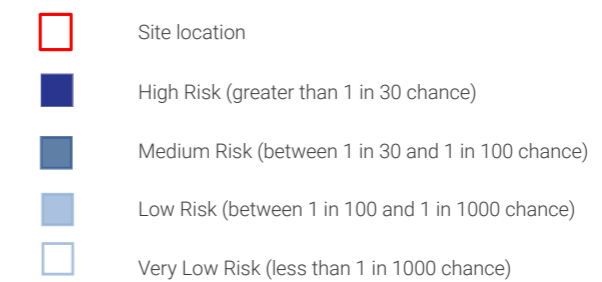 Site location
High Risk (greater than 1 in 30 chance)
Medium Risk (between 1 in 30 and 1 in 100 chance)
Low Risk (between 1 in 100 and 1 in 1000 chance)
Very Low Risk (less than 1 in 1000 chance)